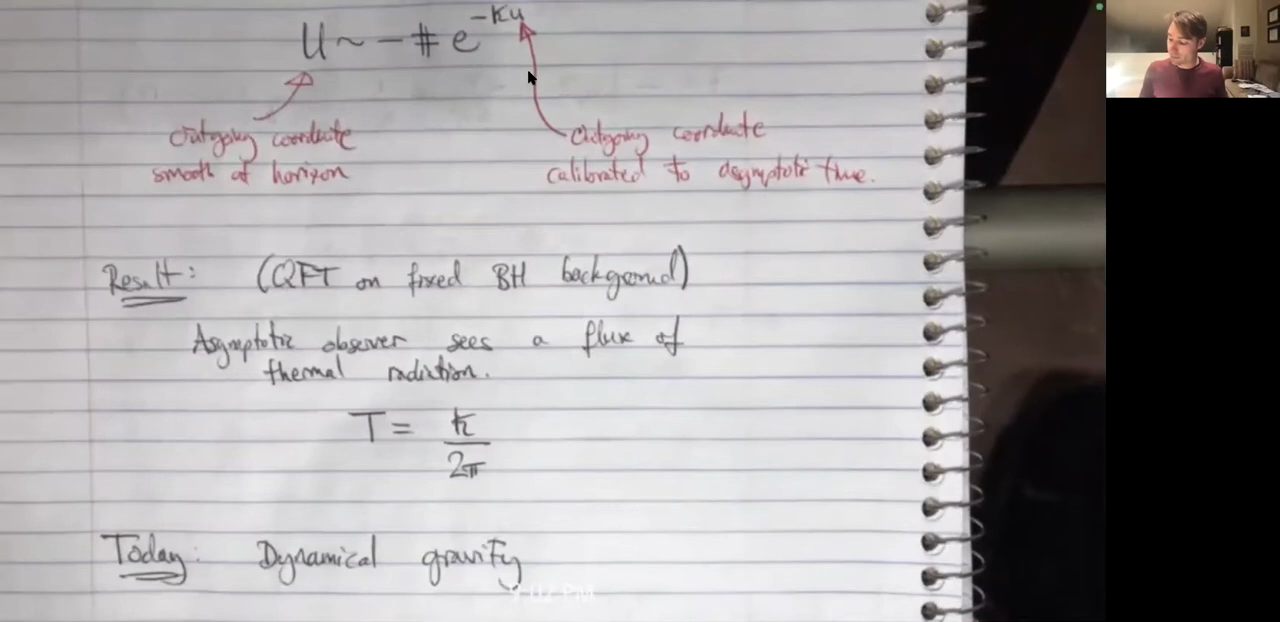 U ~ - # e^{-κu}
Outgoing coordinate
smooth at horizon
Outgoing coordinate
calibrated to asymptotic time.
Result: (QFT on fixed BH background)
Asymptotic observer sees a flux of
thermal radiation.
T = κ / 2π
Today: Dynamical gravity